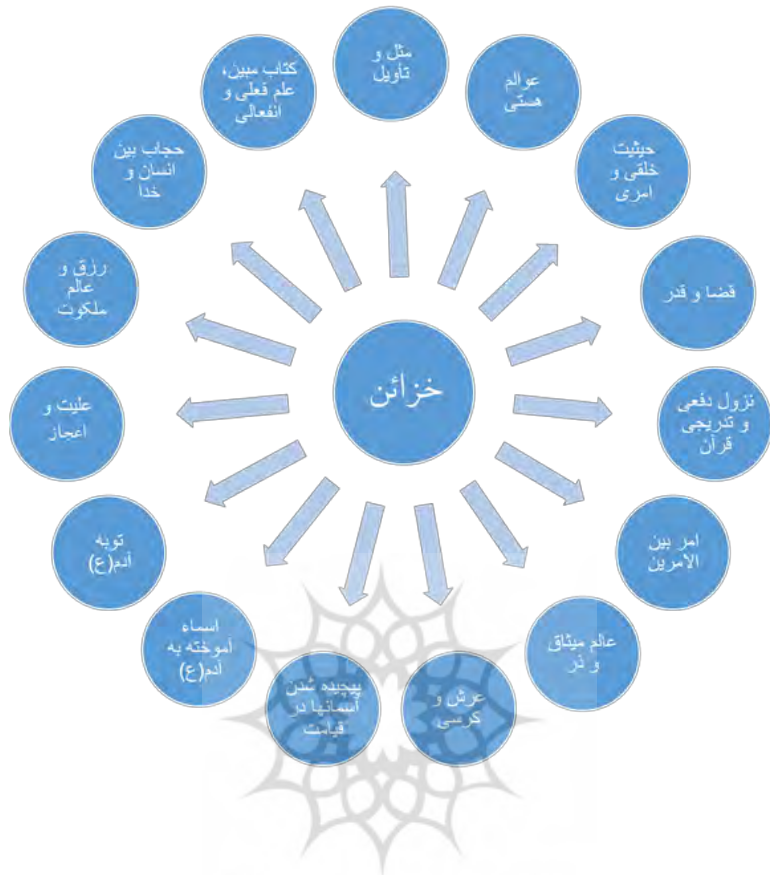 مثل و
تأویل
عوالم
هستی
حیثیت
خلقی و
امری
قضا و قدر
نزول دفعی
و تدریجی
قرآن
امر بین
الامرین
عالم میثاق
و ذر
عرش و
کرسی
پیچیده شدن
آسمانها در
قیامت
اسماء
آموخته به
آدم(ع)
توبه
آدم(ع)
علیت و
اعجاز
رزق و
عالم
ملکوت
حجاب بین
انسان و
خدا
کتاب مبین،
علم فعلی و
انفعالی
خزائن